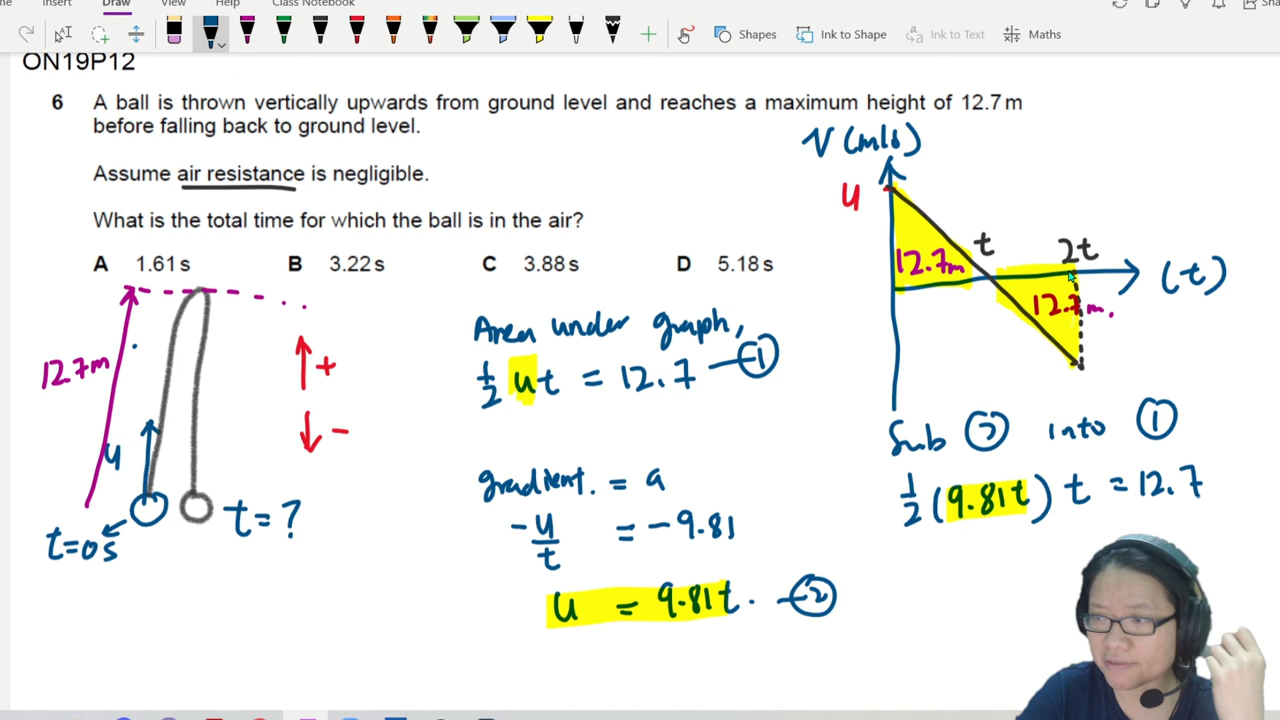 Insert
Draw
View
Help
Class Notebook
Shapes
Ink to Shape
Ink to Text
Maths
ON19P12
6 A ball is thrown vertically upwards from ground level and reaches a maximum height of 12.7 m
before falling back to ground level.
Assume air resistance is negligible.
What is the total time for which the ball is in the air?
A 1.61 s B 3.22 s C 3.88 s D 5.18 s
12.7m
+
-
u
t=0s
t=?
Area under graph,
½ut = 12.7 — ①
gradient. = a
-u/t = -9.81
u = 9.81t. — ②
V (m/s)
u
t
2t
(t)
12.7m
12.7m.
Sub ② into ①
½(9.81t) t = 12.7